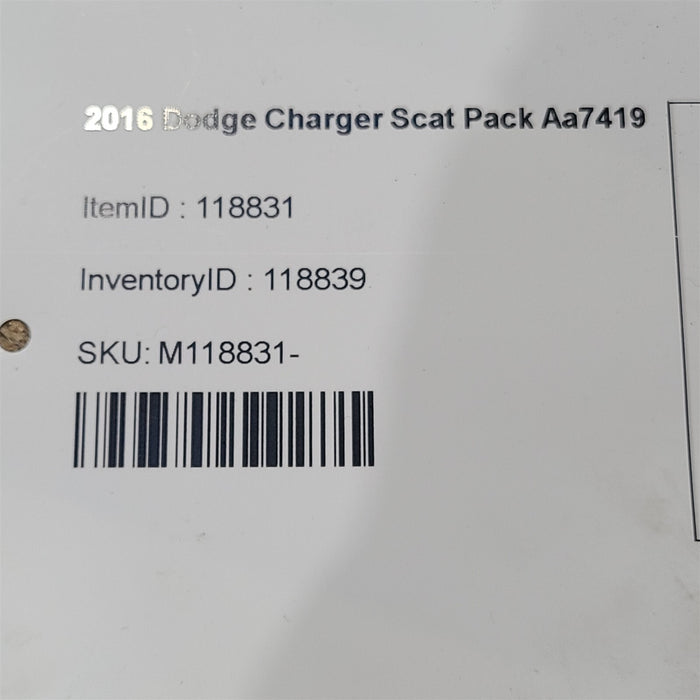 2016 Dodge Charger Scat Pack Aa7419
ItemID : 118831
InventoryID : 118839
SKU: M118831-